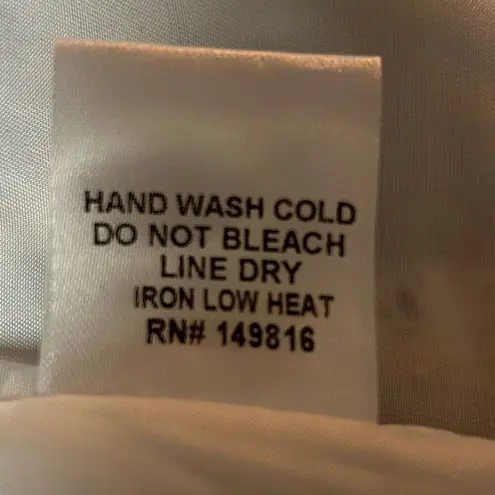 HAND WASH COLD
DO NOT BLEACH
LINE DRY
IRON LOW HEAT
RN# 149816